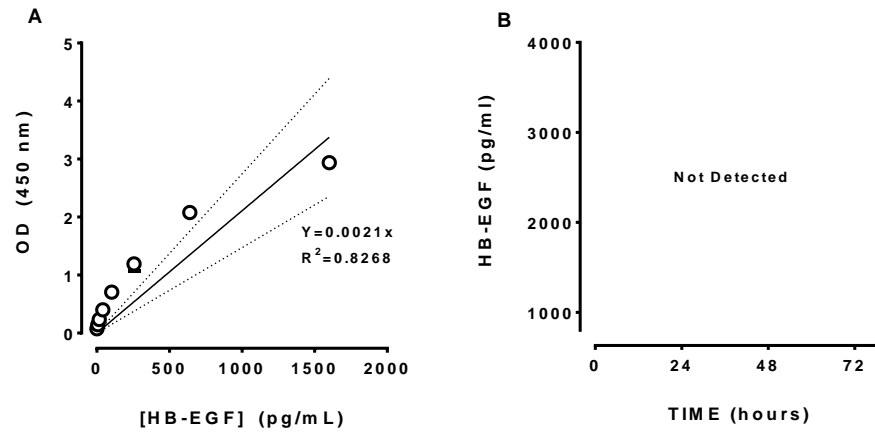 A
5
4
3
2
1
0
OD (450 nm)
Y=0.0021x
R²=0.8268
0 500 1000 1500 2000
[HB-EGF] (pg/mL)
B
4000
3000
2000
1000
HB-EGF (pg/ml)
Not Detected
0 24 48 72
TIME (hours)